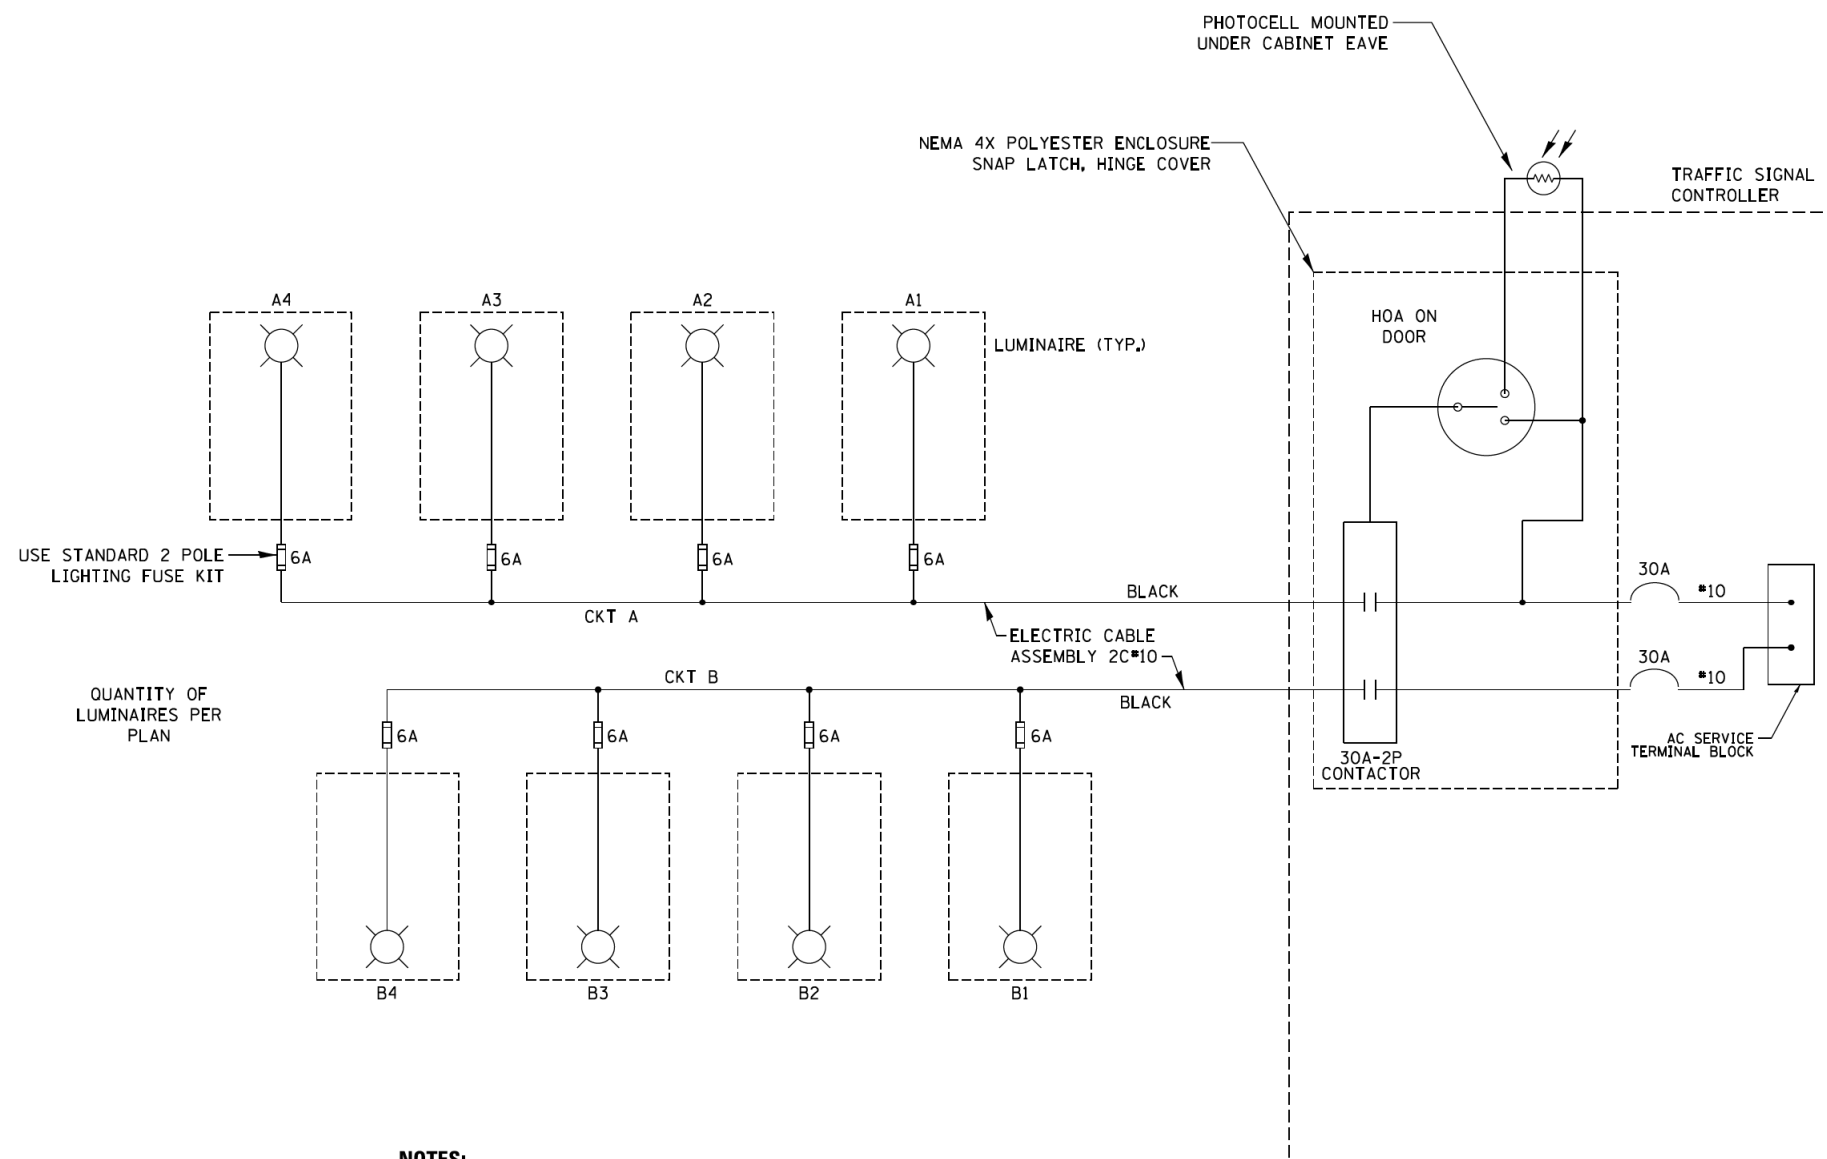 PHOTOCELL MOUNTED
UNDER CABINET EAVE
NEMA 4X POLYESTER ENCLOSURE
SNAP LATCH, HINGE COVER
TRAFFIC SIGNAL
CONTROLLER
HOA ON
DOOR
A4
A3
A2
A1
LUMINAIRE (TYP.)
USE STANDARD 2 POLE
LIGHTING FUSE KIT
6A
6A
6A
6A
CKT A
BLACK
30A
#10
ELECTRIC CABLE
ASSEMBLY 2C#10
CKT B
BLACK
30A
#10
QUANTITY OF
LUMINAIRES PER
PLAN
6A
6A
6A
6A
30A-2P
CONTACTOR
AC SERVICE
TERMINAL BLOCK
B4
B3
B2
B1
NOTES: